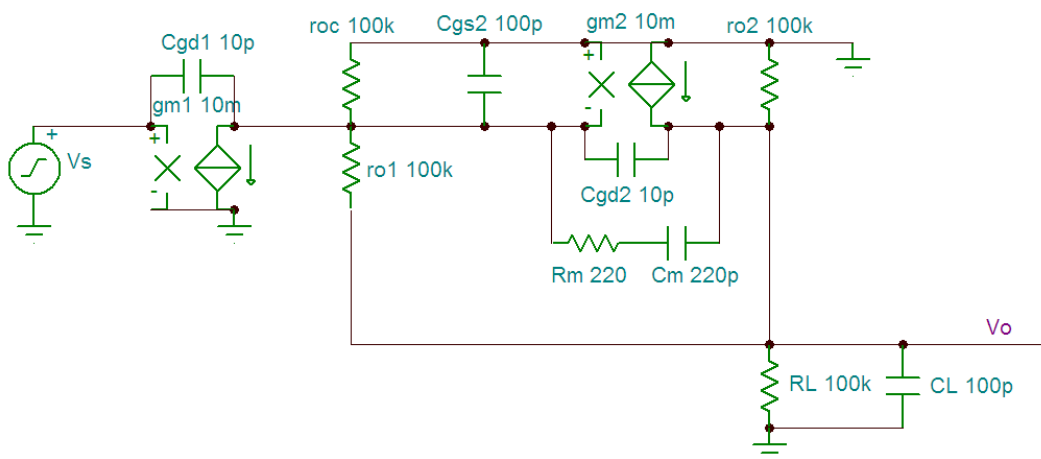 roc 100k
Cgs2 100p
gm2 10m
ro2 100k
Cgd1 10p
+
-
gm1 10m
+
Vs
+
-
ro1 100k
Cgd2 10p
Rm 220
Cm 220p
Vo
RL 100k
CL 100p